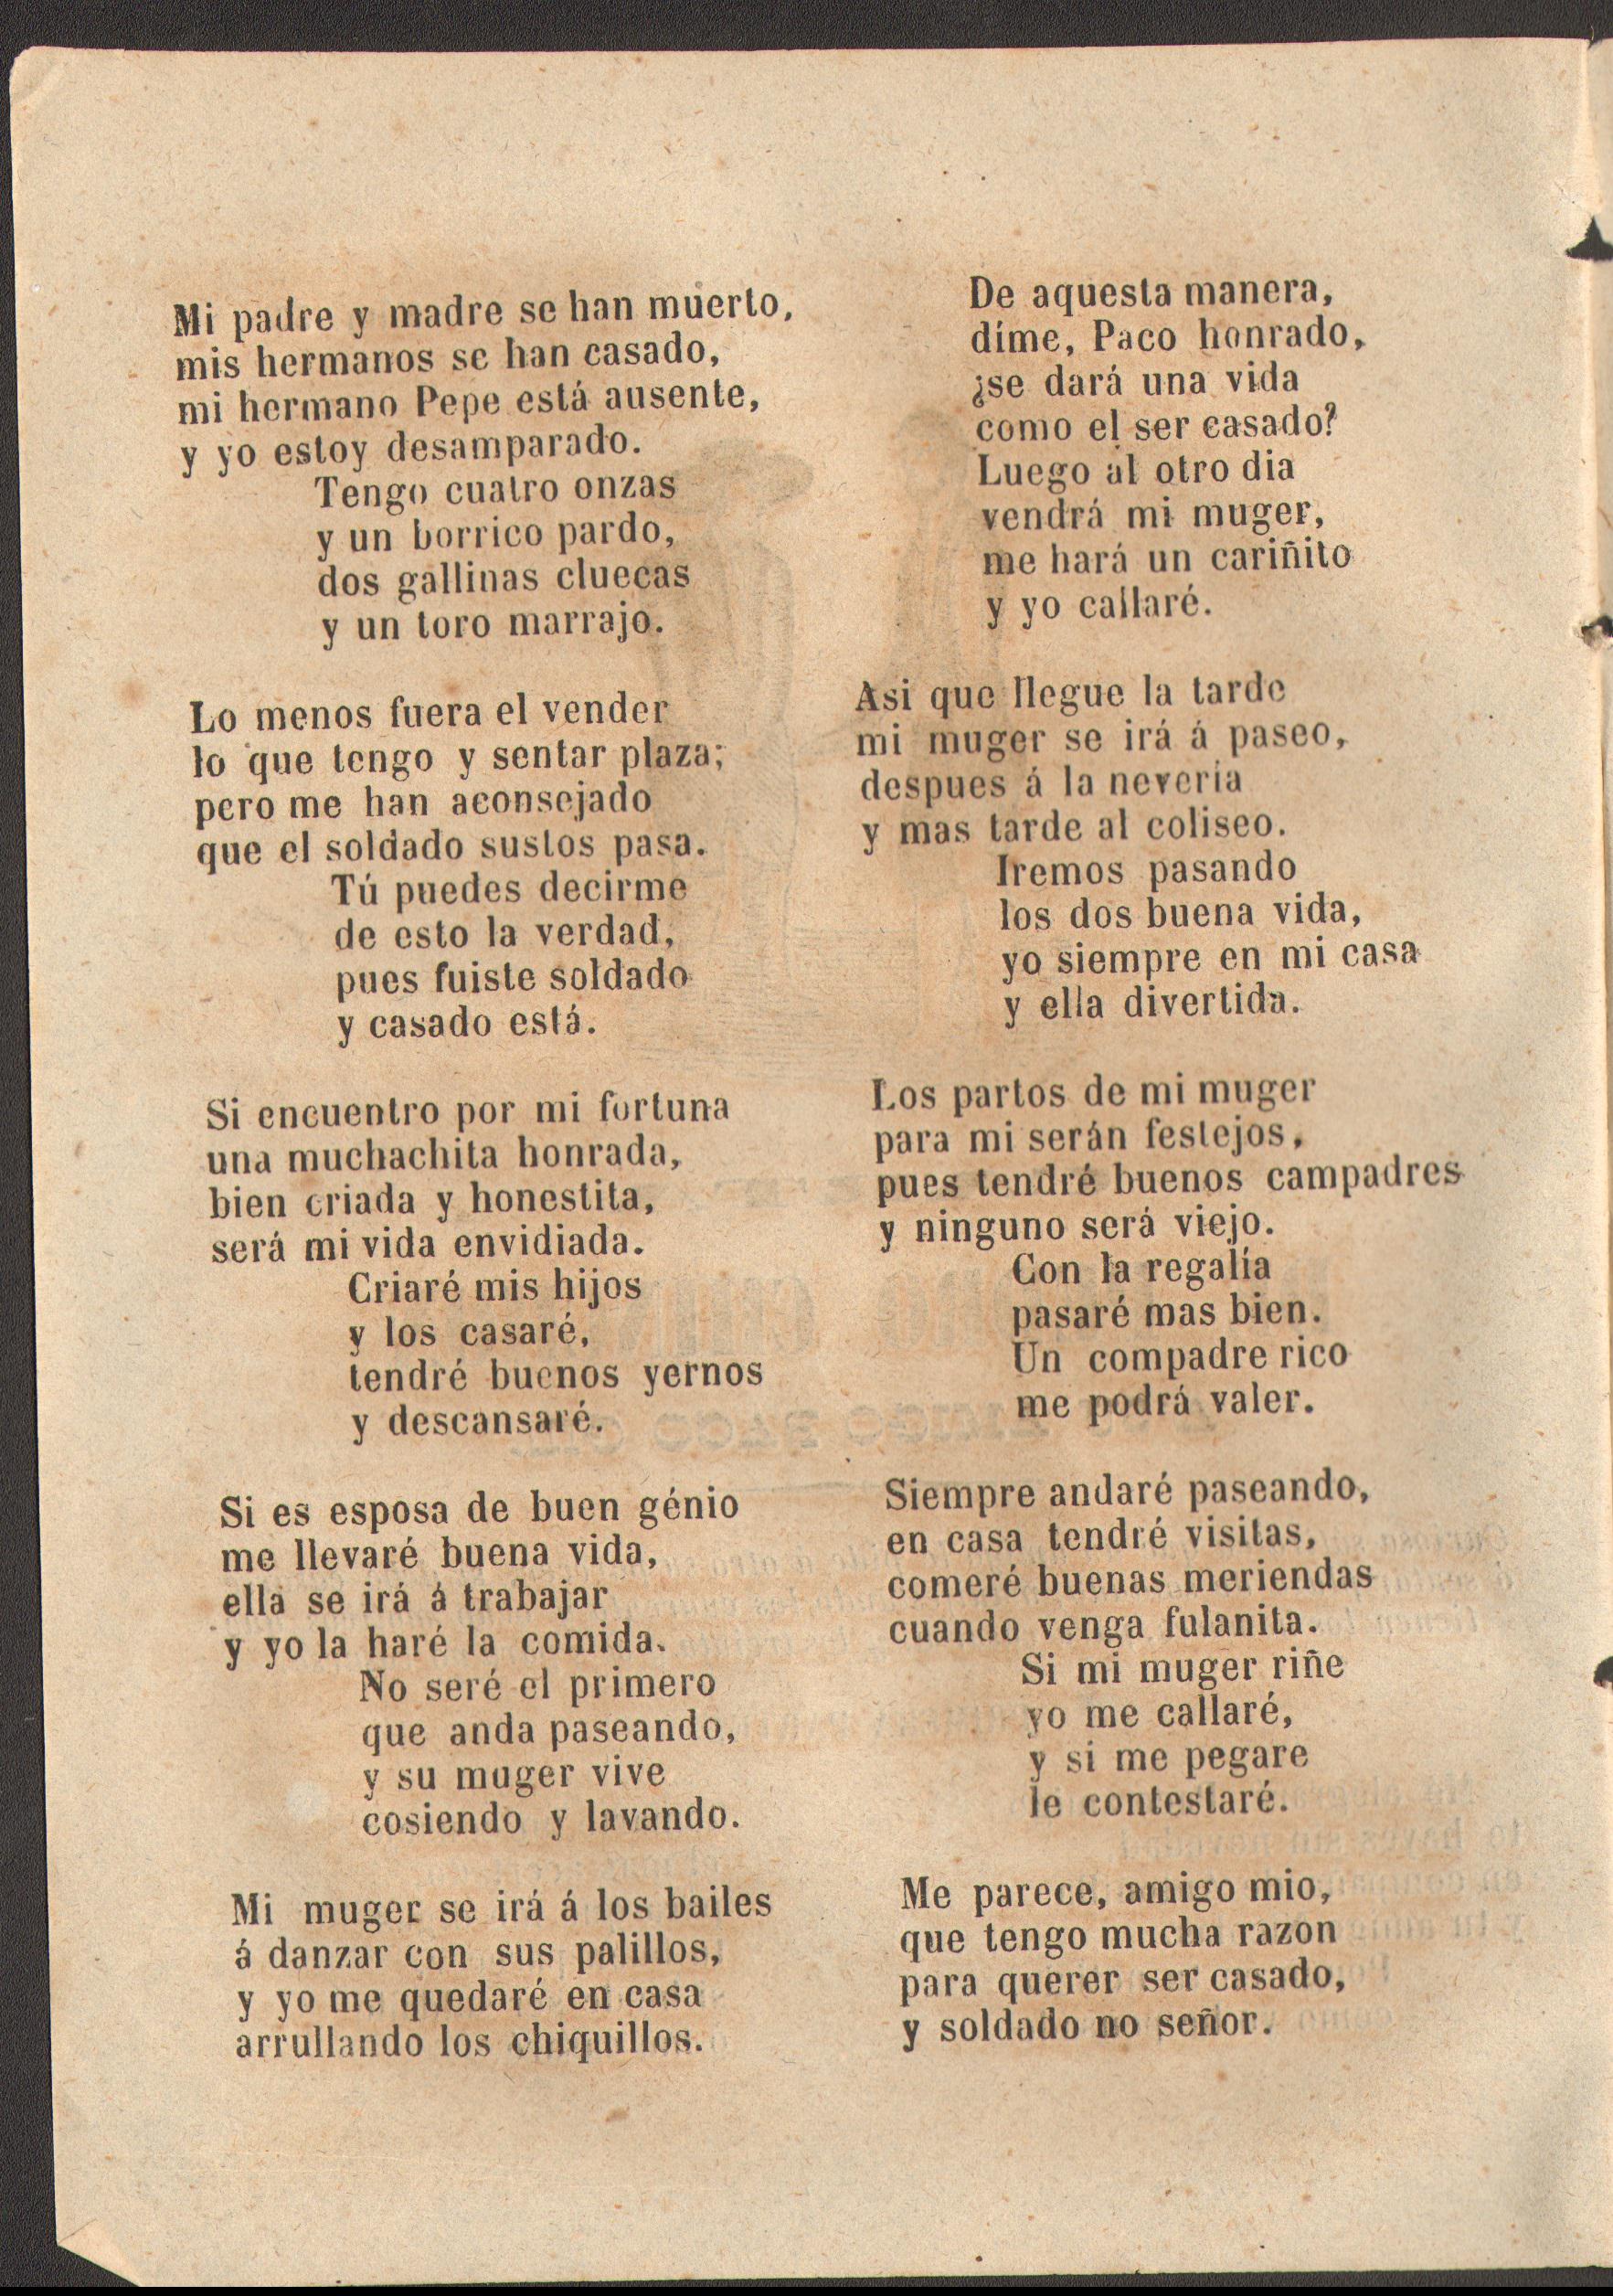 Mi padre y madre se han muerto,
mis hermanos se han casado,
mi hermano Pepe está ausente,
y yo estoy desamparado.
Tengo cuatro onzas
y un borrico pardo,
dos gallinas cluecas
y un toro marrajo.
Lo menos fuera el vender
lo que tengo y sentar plaza;
pero me han aconsejado
que el soldado sustos pasa.
Tú puedes decirme
de esto la verdad,
pues fuiste soldado
y casado está.
Si encuentro por mi fortuna
una muchachita honrada,
bien criada y honestita,
será mi vida envidiada.
Criaré mis hijos
y los casaré,
tendré buenos yernos
y descansaré.
Si es esposa de buen génio
me llevaré buena vida,
ella se irá á trabajar
y yo la haré la comida.
No seré el primero
que anda paseando,
y su muger vive
cosiendo y lavando.
Mi muger se irá á los bailes
á danzar con sus palillos,
y yo me quedaré en casa
arrullando los chiquillos.
De aquesta manera,
díme, Paco honrado,
¿se dará una vida
como el ser casado?
Luego al otro dia
vendrá mi muger,
me hará un cariñito
y yo callaré.
Asi que llegue la tarde
mi muger se irá á paseo,
despues á la nevería
y mas tarde al coliseo.
Iremos pasando
los dos buena vida,
yo siempre en mi casa
y ella divertida.
Los partos de mi muger
para mi serán festejos,
pues tendré buenos campadres
y ninguno será viejo.
Con la regalía
pasaré mas bien.
Un compadre rico
me podrá valer.
Siempre andaré paseando,
en casa tendré visitas,
comeré buenas meriendas
cuando venga fulanita.
Si mi muger riñe
yo me callaré,
y si me pegare
le contestaré.
Me parece, amigo mio,
que tengo mucha razon
para querer ser casado,
y soldado no señor.